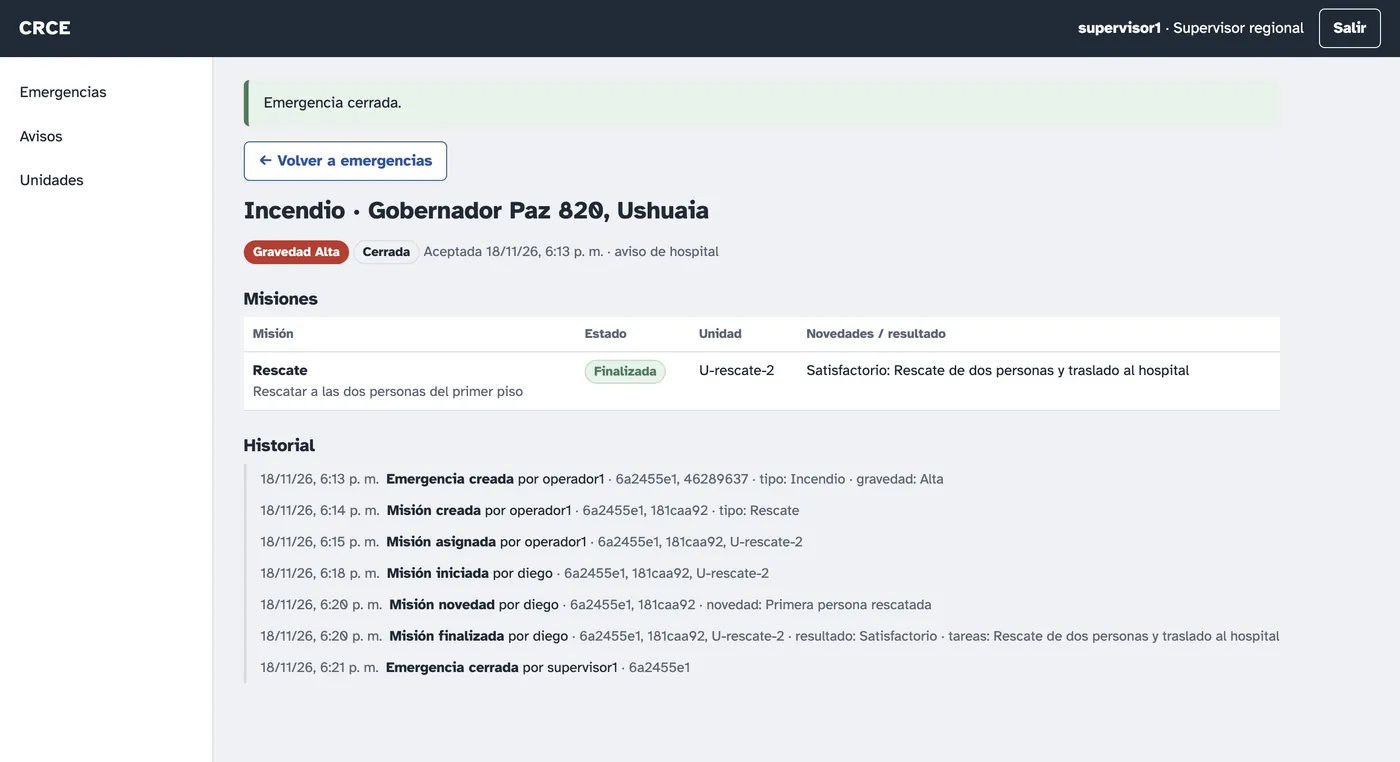 CRCE
supervisor1 · Supervisor regional
Salir
Emergencias
Avisos
Unidades
Emergencia cerrada.
← Volver a emergencias
Incendio · Gobernador Paz 820, Ushuaia
Gravedad Alta Cerrada Aceptada 18/11/26, 6:13 p. m. · aviso de hospital
Misiones
Misión Estado Unidad Novedades / resultado
Rescate Finalizada U-rescate-2 Satisfactorio: Rescate de dos personas y traslado al hospital
Rescatar a las dos personas del primer piso
Historial
18/11/26, 6:13 p. m. Emergencia creada por operador1 · 6a2455e1, 46289637 · tipo: Incendio · gravedad: Alta
18/11/26, 6:14 p. m. Misión creada por operador1 · 6a2455e1, 181caa92 · tipo: Rescate
18/11/26, 6:15 p. m. Misión asignada por operador1 · 6a2455e1, 181caa92, U-rescate-2
18/11/26, 6:18 p. m. Misión iniciada por diego · 6a2455e1, 181caa92, U-rescate-2
18/11/26, 6:20 p. m. Misión novedad por diego · 6a2455e1, 181caa92 · novedad: Primera persona rescatada
18/11/26, 6:20 p. m. Misión finalizada por diego · 6a2455e1, 181caa92, U-rescate-2 · resultado: Satisfactorio · tareas: Rescate de dos personas y traslado al hospital
18/11/26, 6:21 p. m. Emergencia cerrada por supervisor1 · 6a2455e1